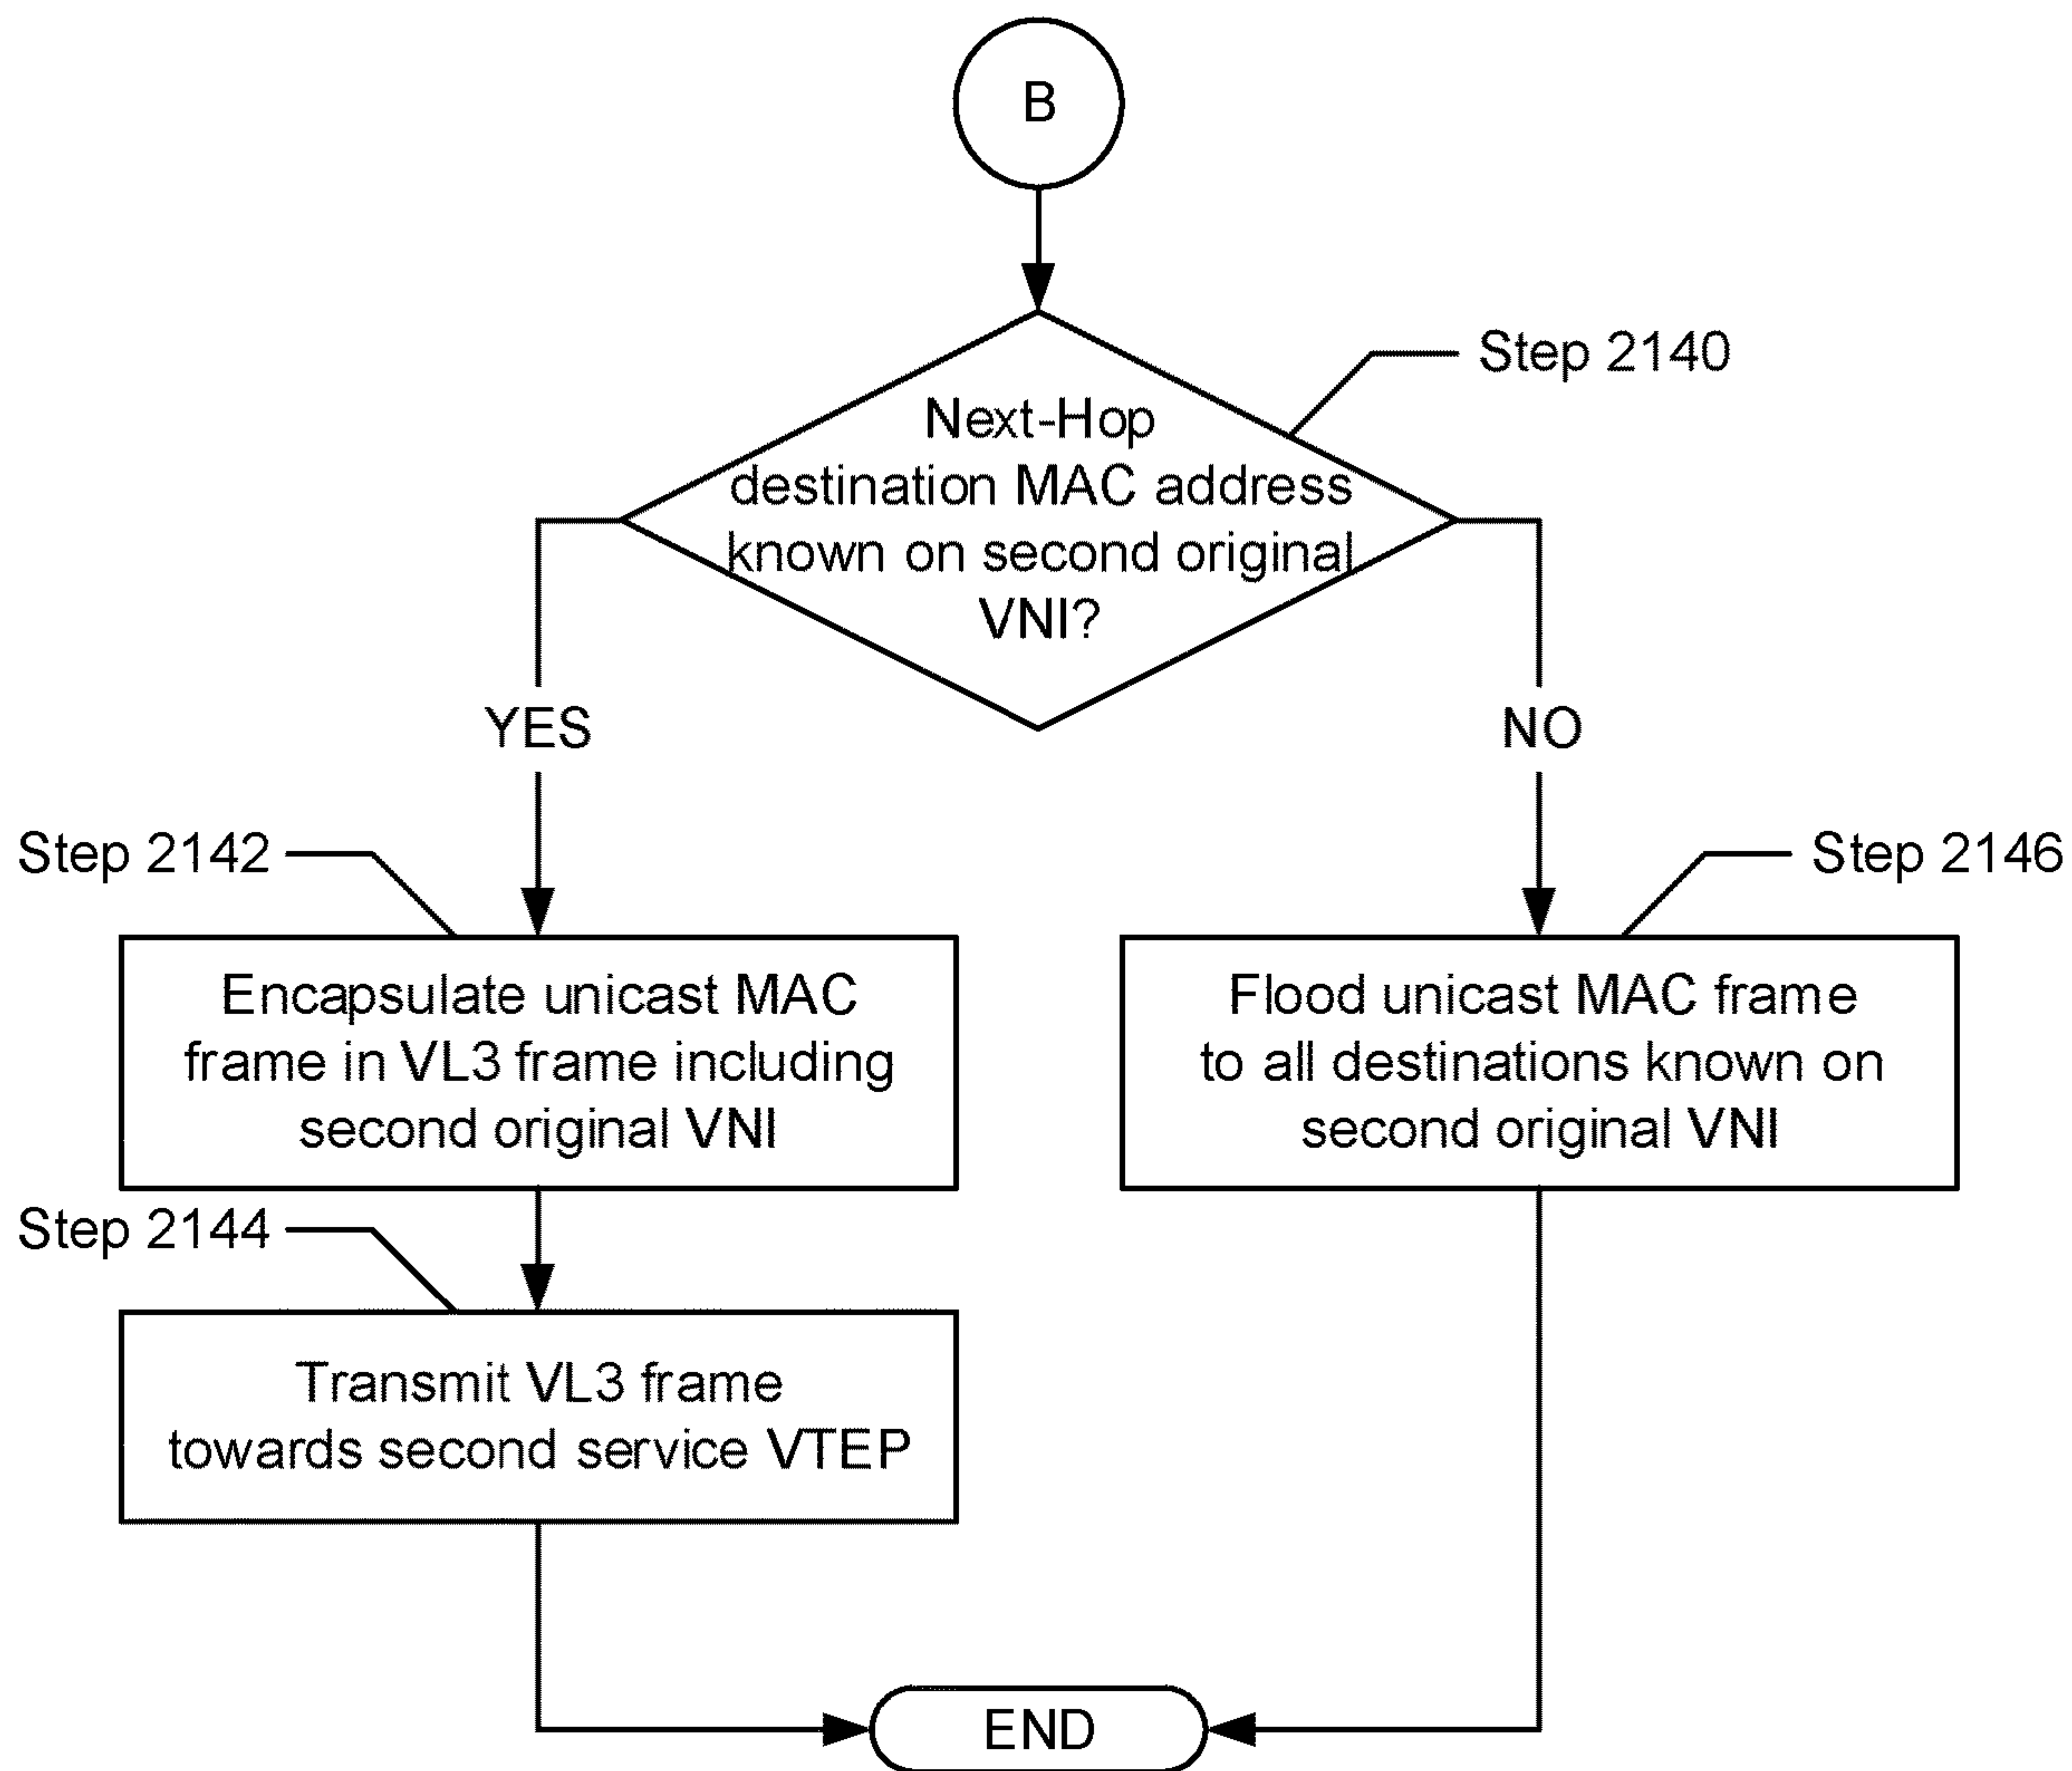 B
Step 2140
Next-Hop
destination MAC address
known on second original
VNI?
YES
NO
Step 2142
Step 2146
Encapsulate unicast MAC
frame in VL3 frame including
second original VNI
Flood unicast MAC frame
to all destinations known on
second original VNI
Step 2144
Transmit VL3 frame
towards second service VTEP
END